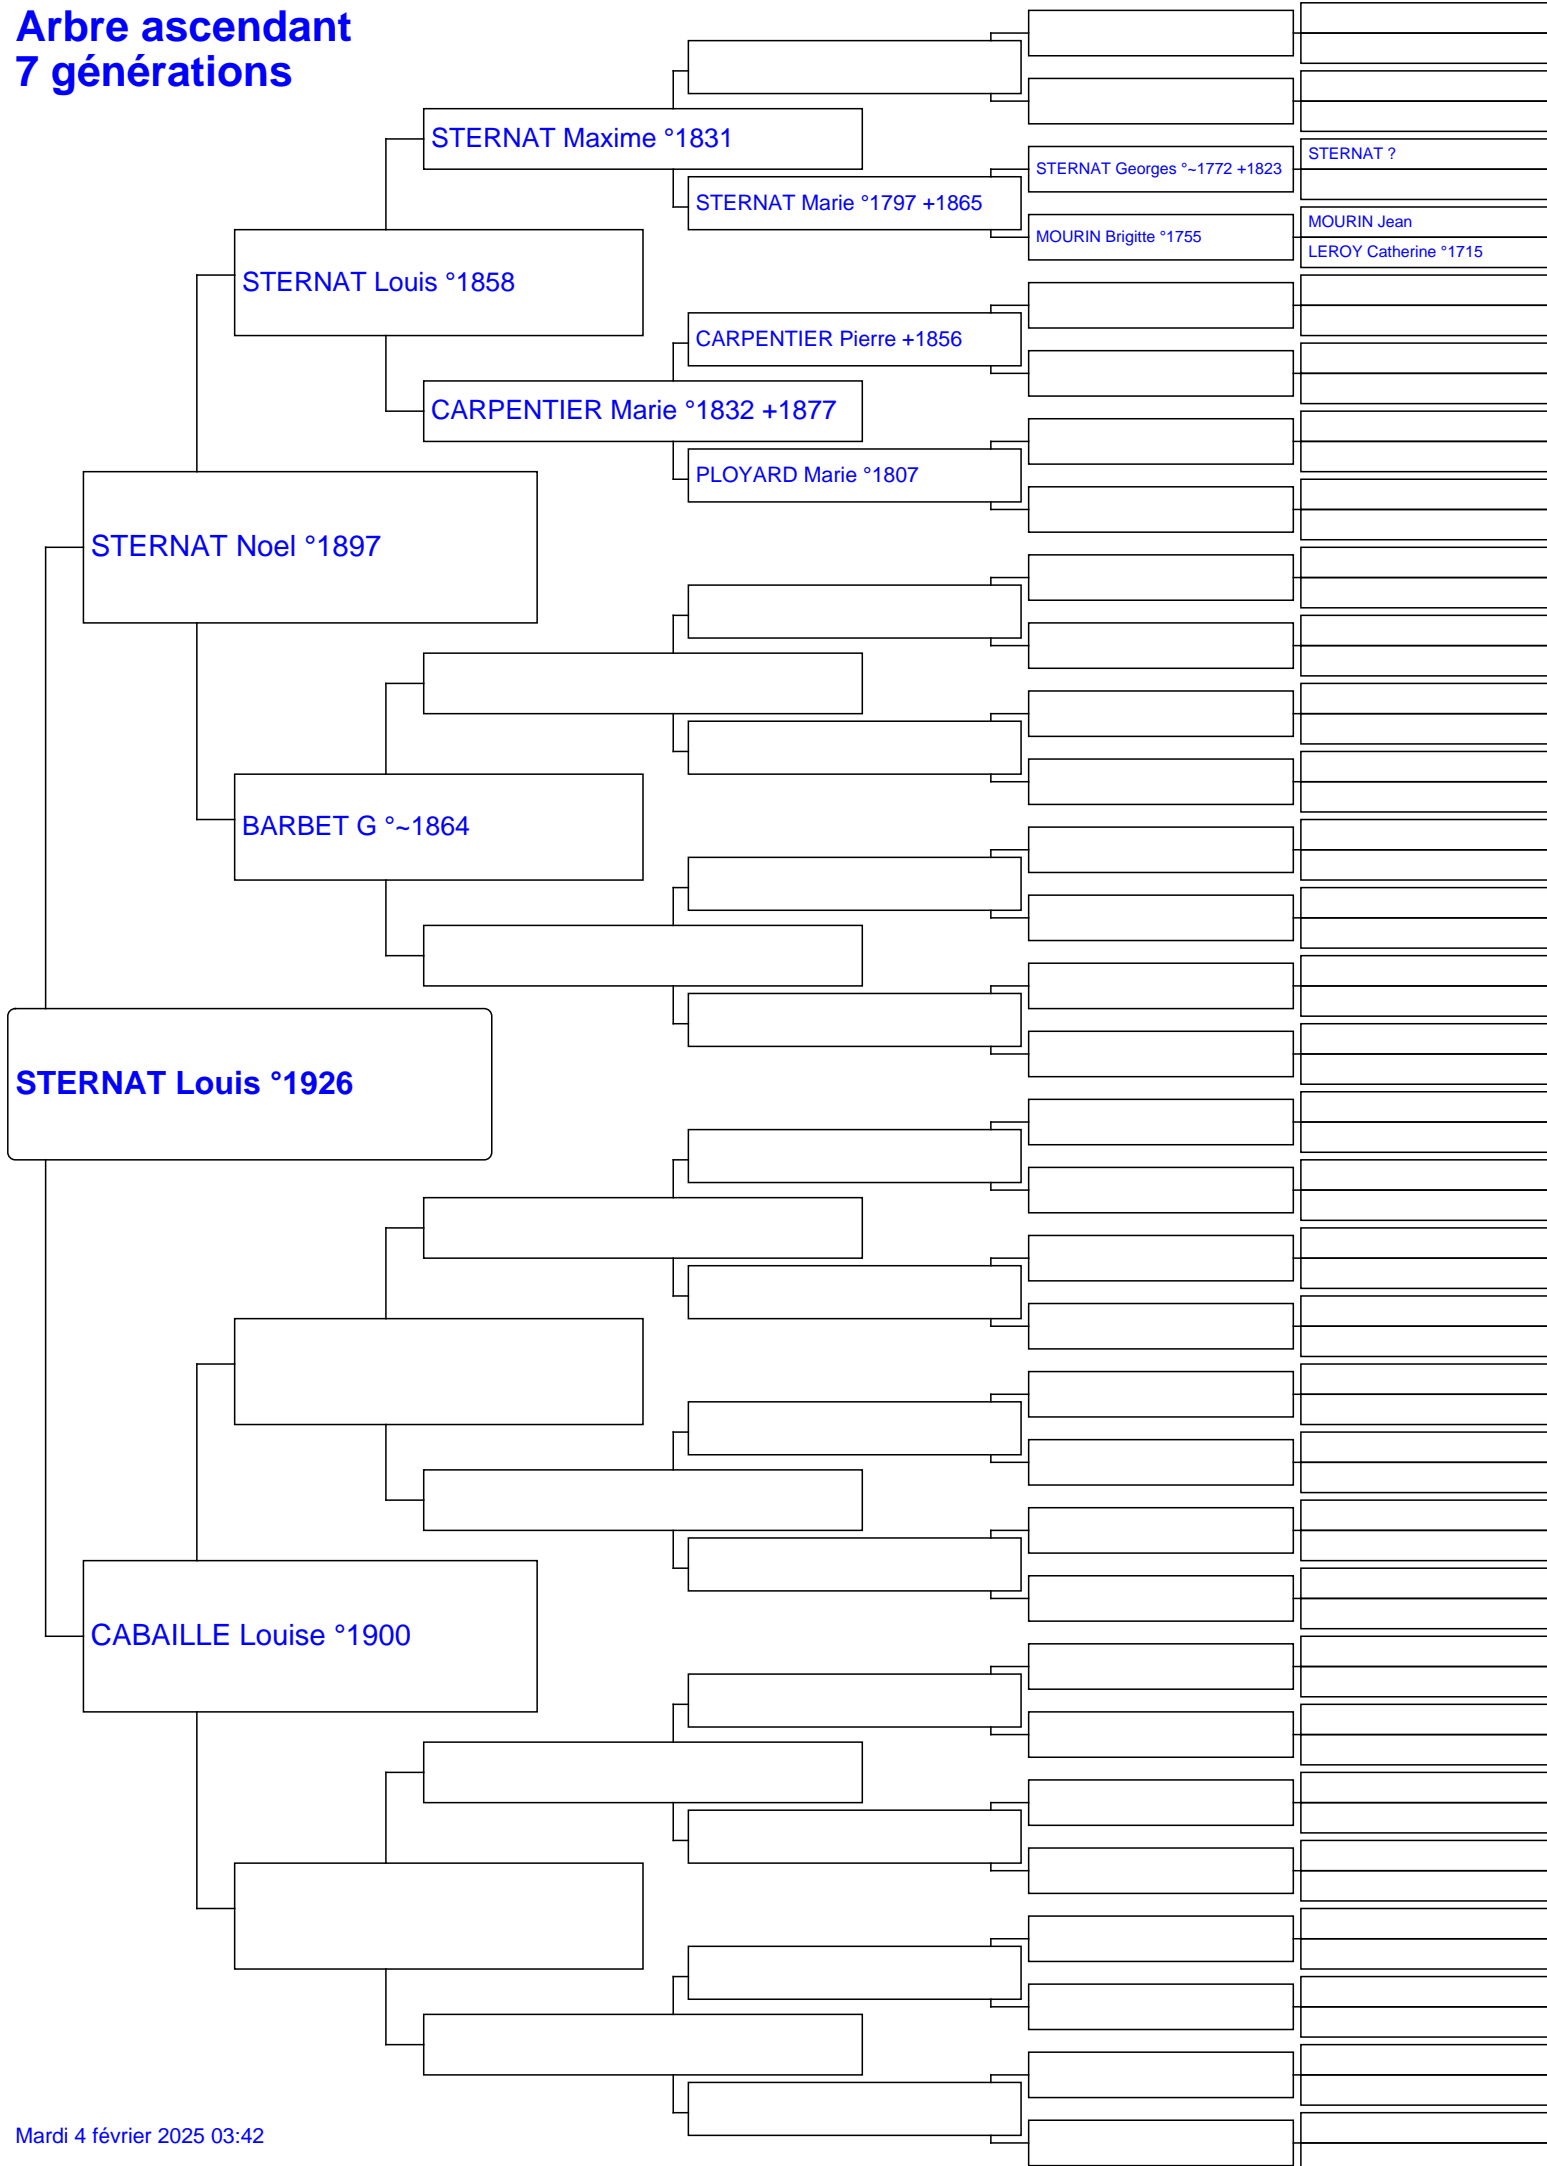 Arbre ascendant
7 générations
STERNAT Maxime °1831
STERNAT Georges °~1772 +1823
STERNAT ?
STERNAT Marie °1797 +1865
MOURIN Brigitte °1755
MOURIN Jean
LEROY Catherine °1715
STERNAT Louis °1858
CARPENTIER Pierre +1856
CARPENTIER Marie °1832 +1877
PLOYARD Marie °1807
STERNAT Noel °1897
BARBET G °~1864
STERNAT Louis °1926
CABAILLE Louise °1900
Mardi 4 février 2025 03:42